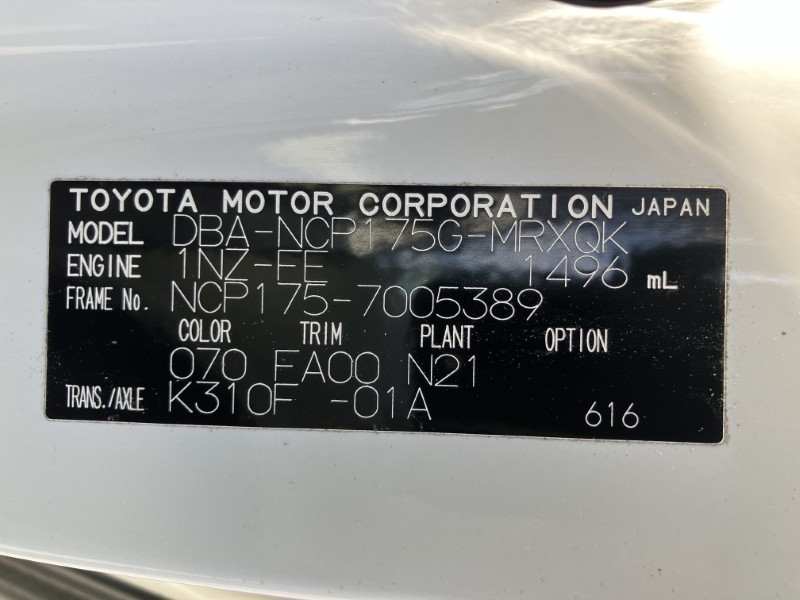 TOYOTA MOTOR CORPORATION JAPAN
MODEL DBA-NCP175G-MRXQK
ENGINE 1NZ-FE 1496 mL
FRAME No. NCP175-7005389
COLOR TRIM PLANT OPTION
070 FA00 N21
TRANS./AXLE K310F -01A
616